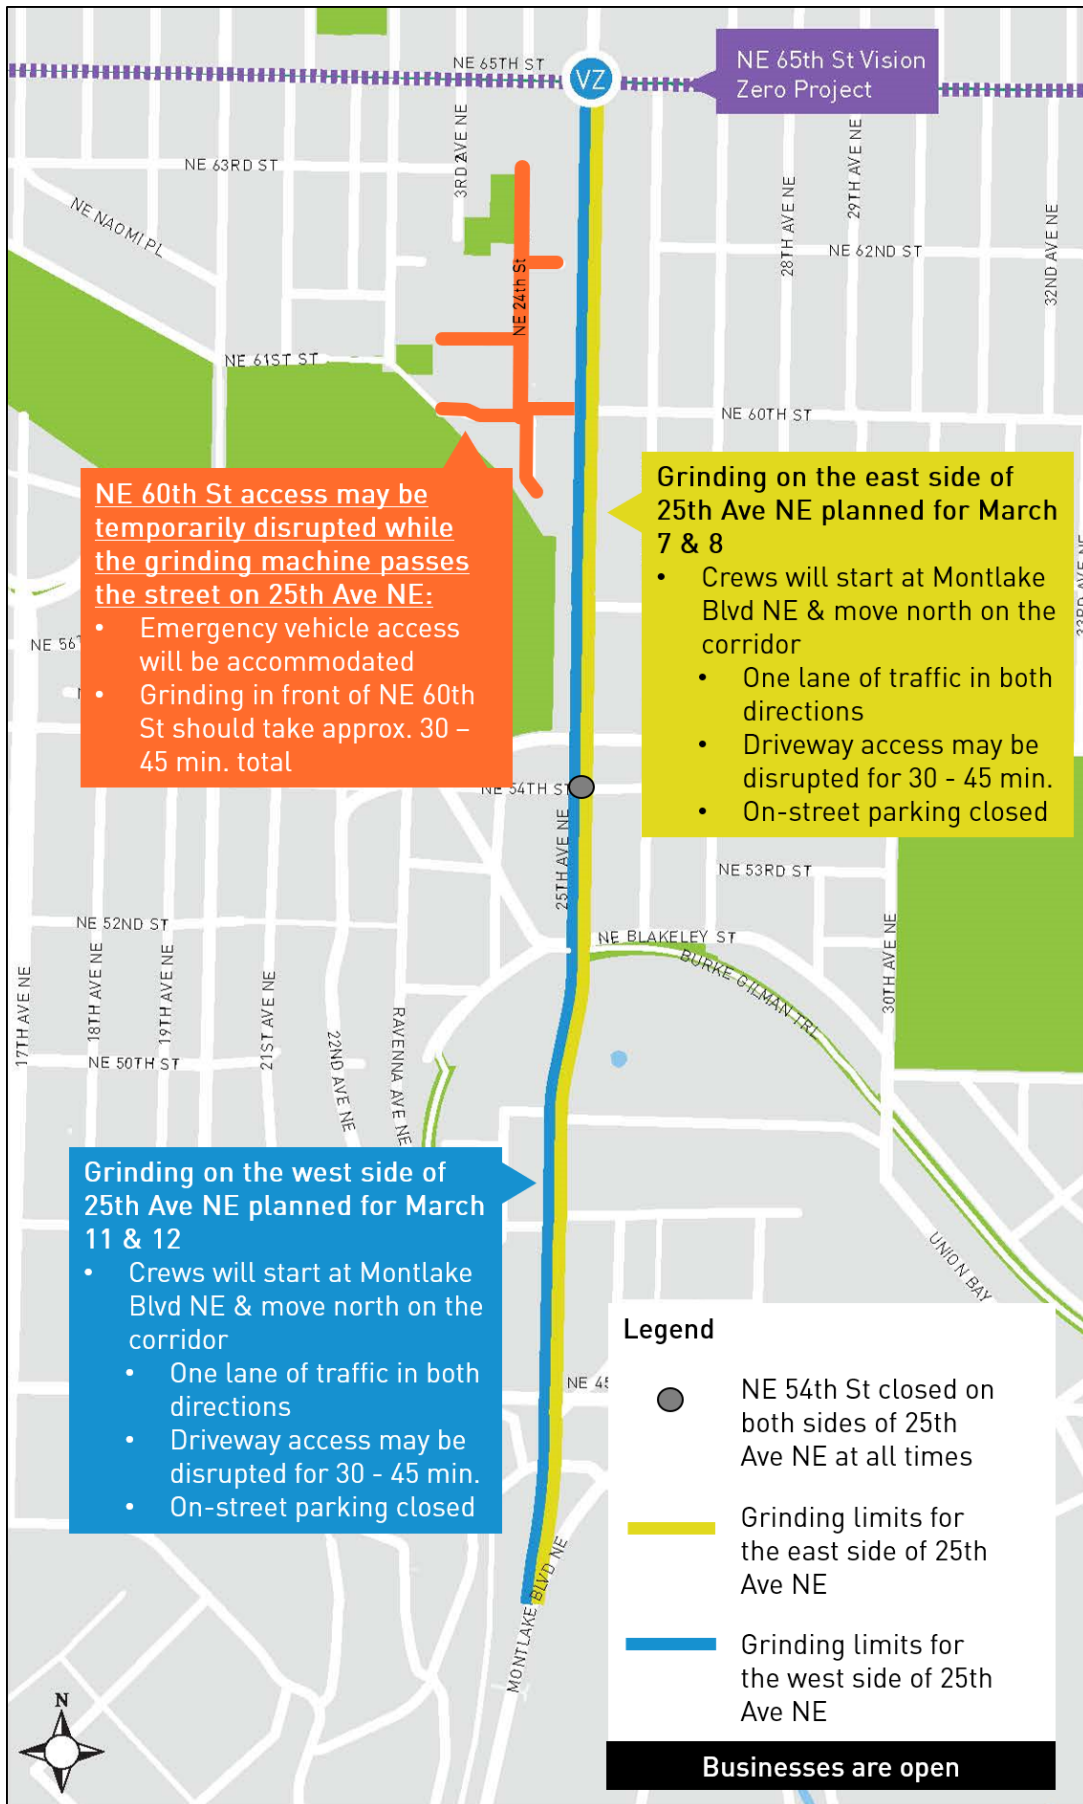 NE 65TH ST
VZ
NE 65th St Vision
Zero Project
3RD AVE NE
NE 63RD ST
NE NAOMI PL
28TH AVE NE
29TH AVE NE
32ND AVE NE
NE 62ND ST
NE 24th St
NE 61ST ST
NE 60TH ST
NE 60th St access may be
temporarily disrupted while
the grinding machine passes
the street on 25th Ave NE:
• Emergency vehicle access
will be accommodated
• Grinding in front of NE 60th
St should take approx. 30 –
45 min. total
Grinding on the east side of
25th Ave NE planned for March
7 & 8
• Crews will start at Montlake
Blvd NE & move north on the
corridor
• One lane of traffic in both
directions
• Driveway access may be
disrupted for 30 - 45 min.
• On-street parking closed
33RD AVE NE
NE 56
NE 54TH ST
25TH AVE NE
NE 53RD ST
NE 52ND ST
NE BLAKELEY ST
BURKE GILMAN TRL
30TH AVE NE
17TH AVE NE
18TH AVE NE
19TH AVE NE
21ST AVE NE
22ND AVE NE
RAVENNA AVE NE
NE 50TH ST
Grinding on the west side of
25th Ave NE planned for March
11 & 12
• Crews will start at Montlake
Blvd NE & move north on the
corridor
• One lane of traffic in both
directions
• Driveway access may be
disrupted for 30 - 45 min.
• On-street parking closed
UNION BAY
NE 45
MONTLAKE BLVD NE
Legend
NE 54th St closed on
both sides of 25th
Ave NE at all times
Grinding limits for
the east side of 25th
Ave NE
Grinding limits for
the west side of 25th
Ave NE
Businesses are open
N